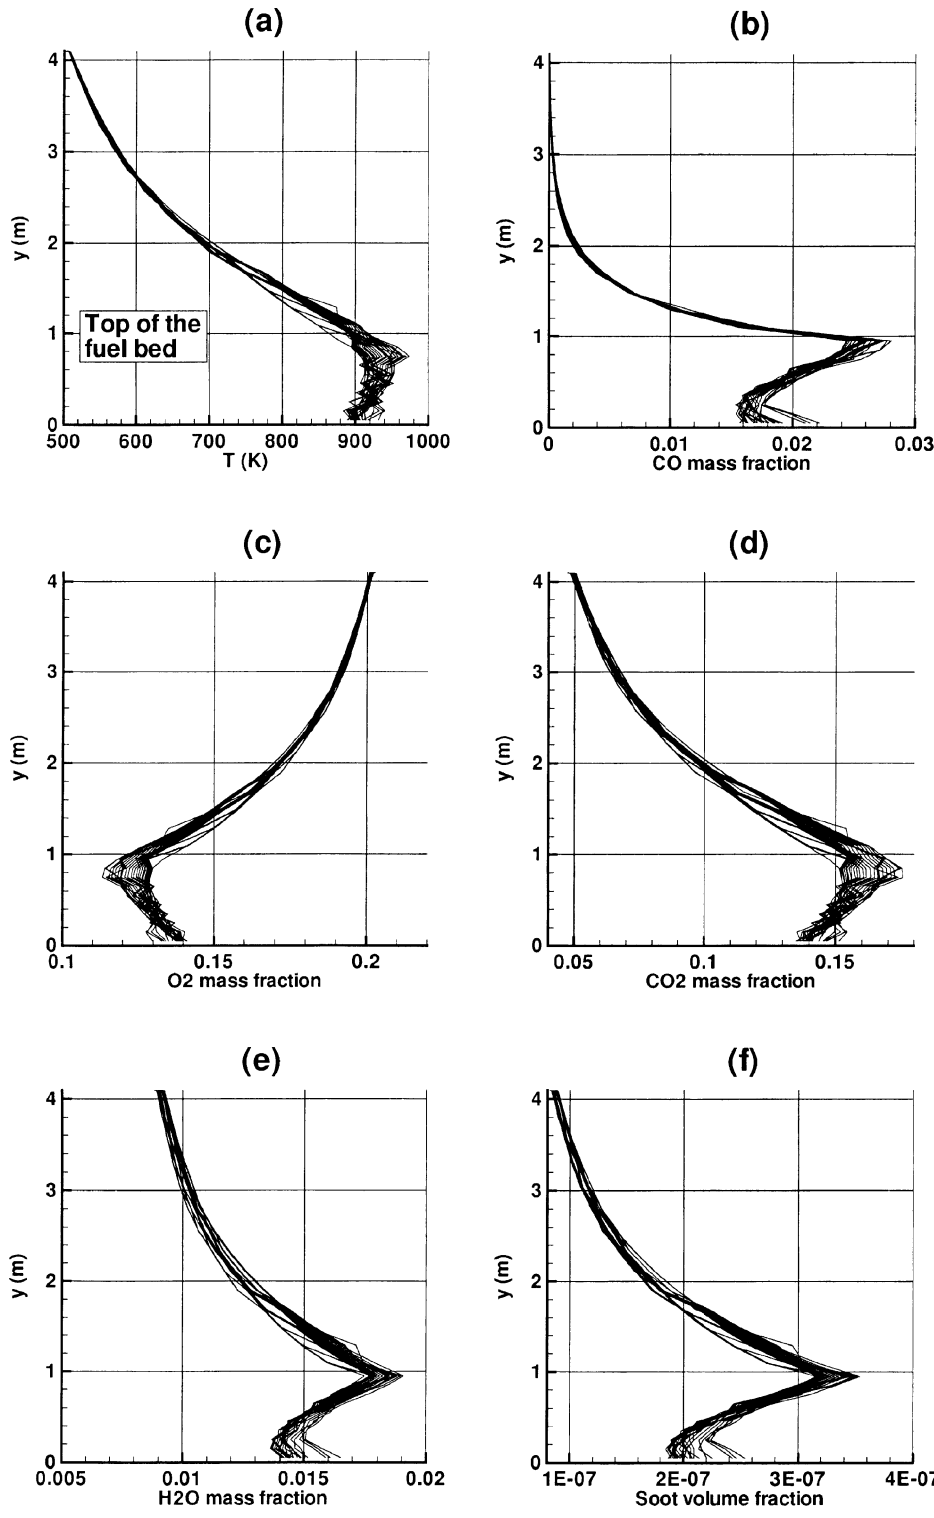 (a)
4
3
2
1
0
y (m)
Top of the
fuel bed
500 600 700 800 900 1000
T (K)
(b)
4
3
2
1
0
y (m)
0 0.01 0.02 0.03
CO mass fraction
(c)
4
3
2
1
0
y (m)
0.1 0.15 0.2
O2 mass fraction
(d)
4
3
2
1
0
y (m)
0.05 0.1 0.15
CO2 mass fraction
(e)
4
3
2
1
0
y (m)
0.005 0.01 0.015 0.02
H2O mass fraction
(f)
4
3
2
1
0
y (m)
1E-07 2E-07 3E-07 4E-07
Soot volume fraction